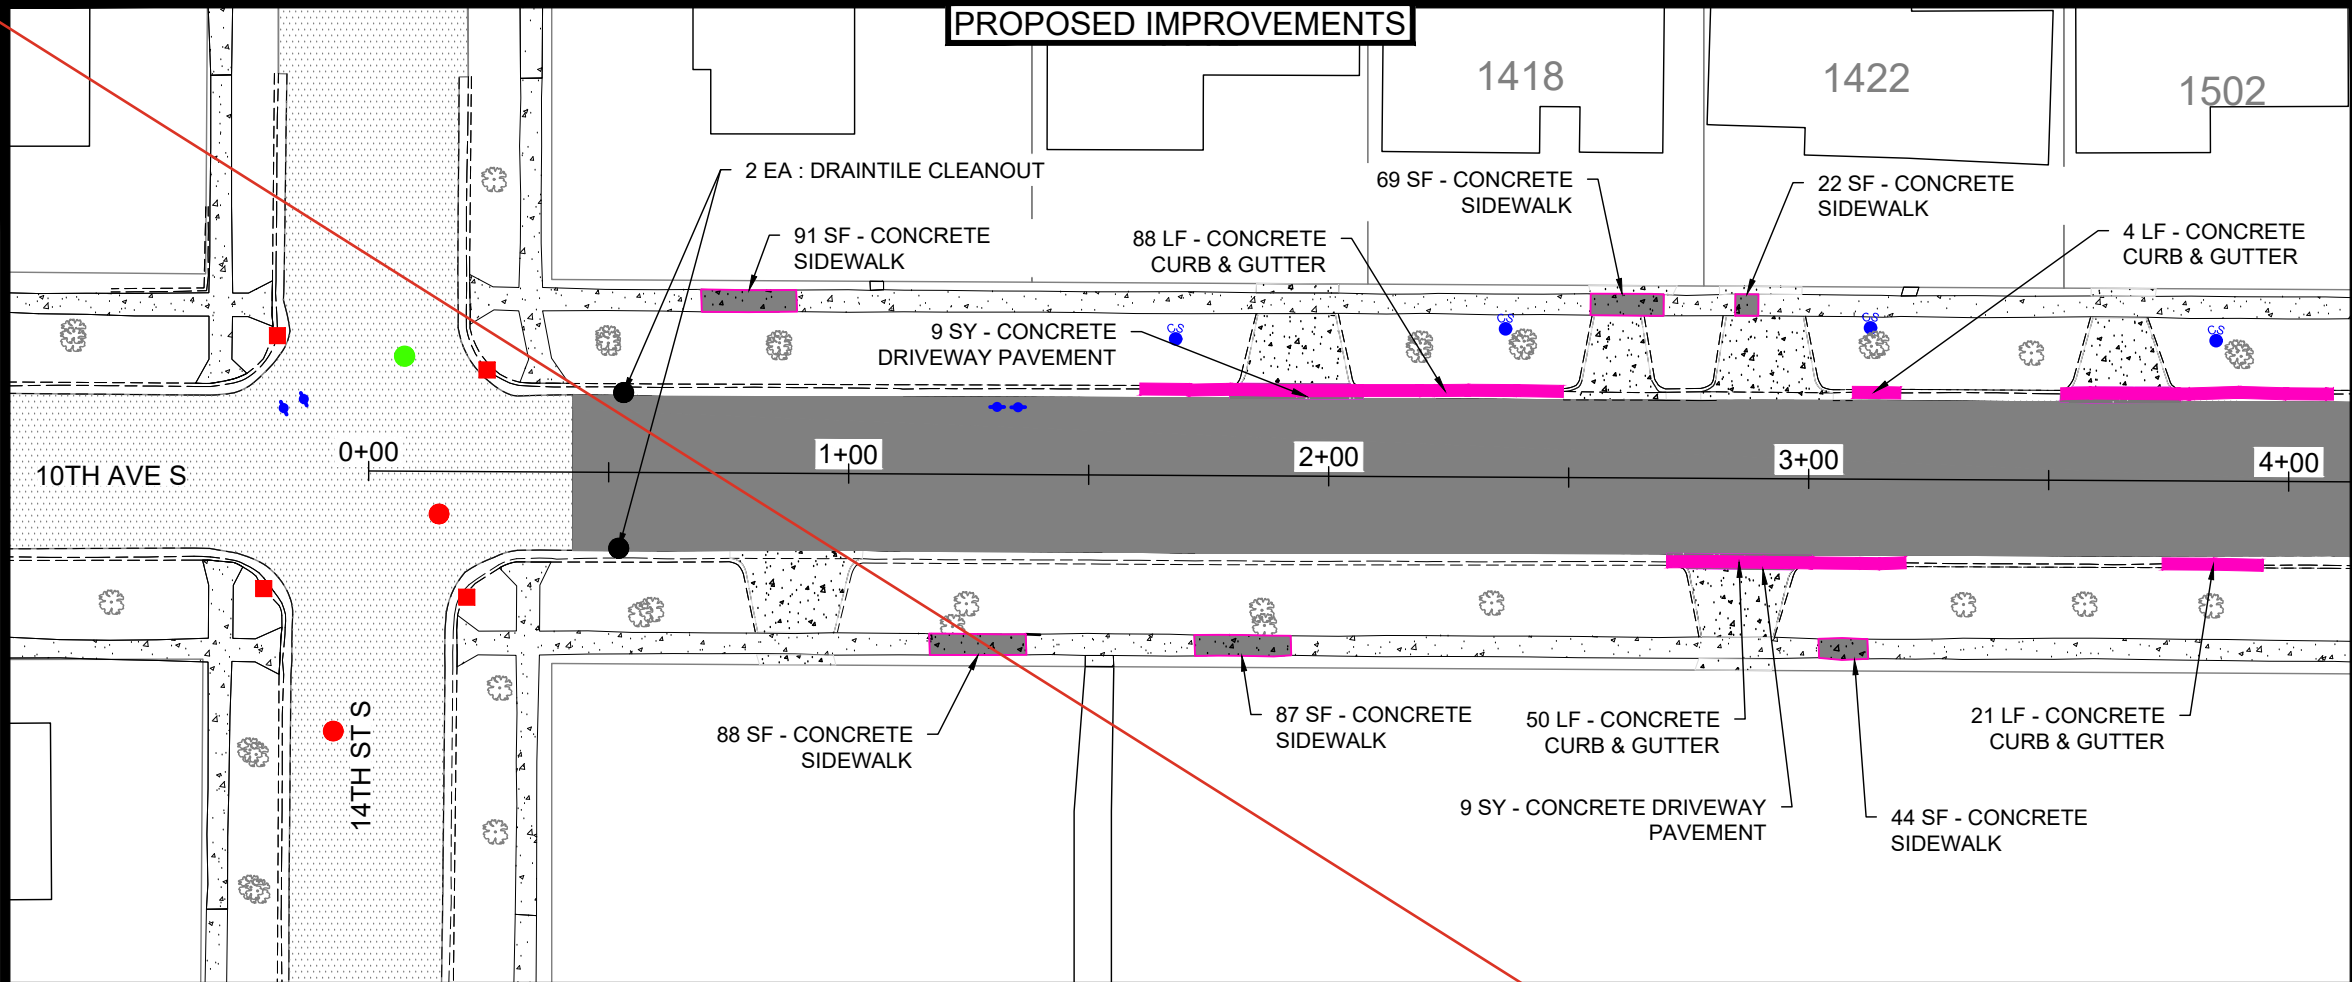 PROPOSED IMPROVEMENTS
1418
1422
1502
2 EA : DRAINTILE CLEANOUT
69 SF - CONCRETE
SIDEWALK
22 SF - CONCRETE
SIDEWALK
91 SF - CONCRETE
SIDEWALK
88 LF - CONCRETE
CURB & GUTTER
4 LF - CONCRETE
CURB & GUTTER
9 SY - CONCRETE
DRIVEWAY PAVEMENT
CS
CS
CS
CS
0+00
1+00
2+00
3+00
4+00
10TH AVE S
14TH ST S
88 SF - CONCRETE
SIDEWALK
87 SF - CONCRETE
SIDEWALK
50 LF - CONCRETE
CURB & GUTTER
21 LF - CONCRETE
CURB & GUTTER
9 SY - CONCRETE DRIVEWAY
PAVEMENT
44 SF - CONCRETE
SIDEWALK